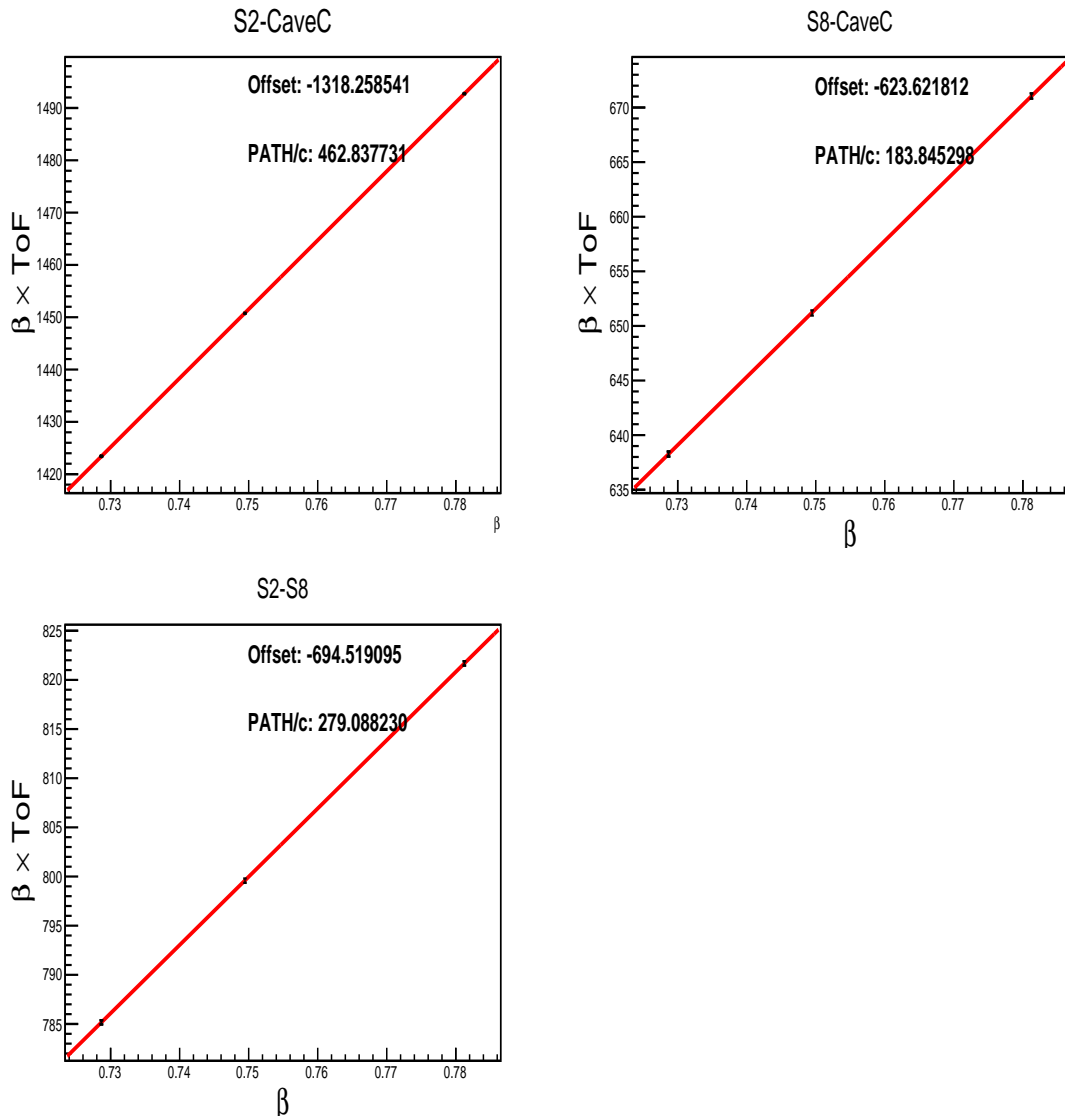 S2-CaveC
Offset: -1318.258541
PATH/c: 462.837731
β × ToF
1490
1480
1470
1460
1450
1440
1430
1420
0.73 0.74 0.75 0.76 0.77 0.78
β
S8-CaveC
Offset: -623.621812
PATH/c: 183.845298
β × ToF
670
665
660
655
650
645
640
635
0.73 0.74 0.75 0.76 0.77 0.78
β
S2-S8
Offset: -694.519095
PATH/c: 279.088230
β × ToF
825
820
815
810
805
800
795
790
785
0.73 0.74 0.75 0.76 0.77 0.78
β